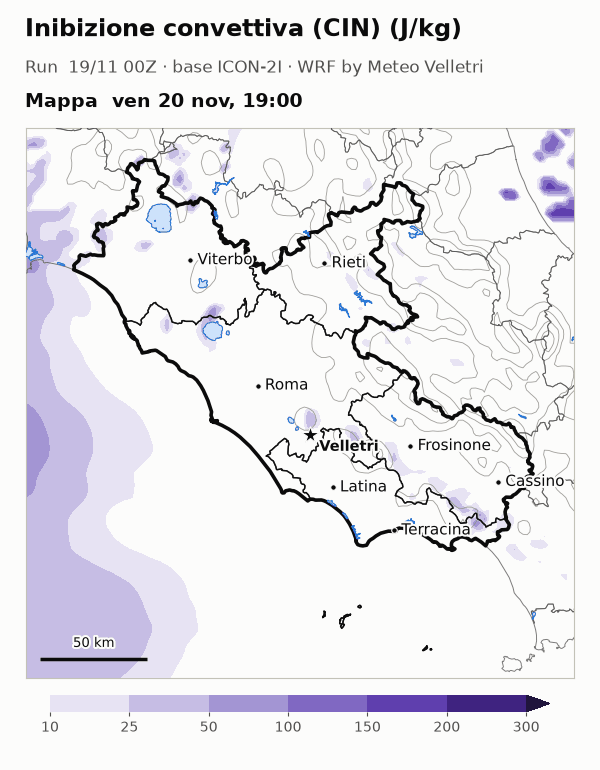 Inibizione convettiva (CIN) (J/kg)
Run  19/11 00Z · base ICON-2I · WRF by Meteo Velletri
Mappa  ven 20 nov, 19:00
Viterbo
Rieti
Roma
Velletri
Frosinone
Latina
Cassino
Terracina
50 km
10 25 50 100 150 200 300